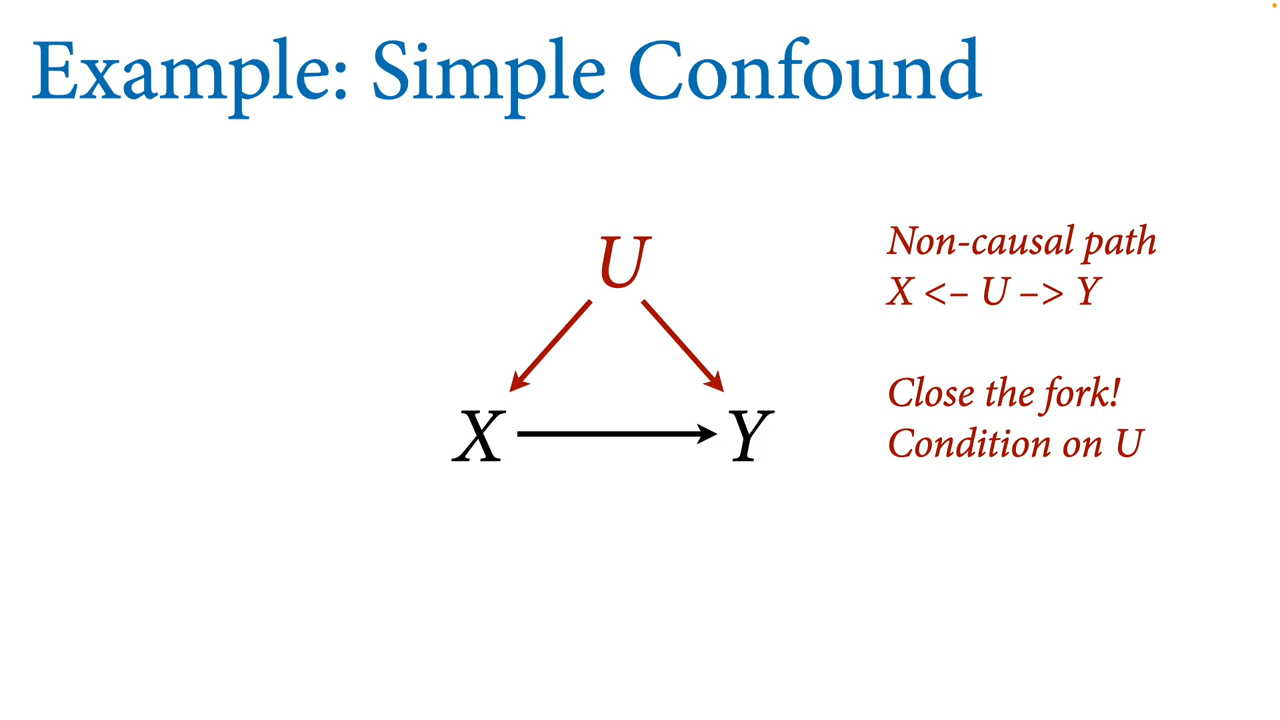 Example: Simple Confound
U
Non-causal path
X <– U –> Y
Close the fork!
X
Y
Condition on U